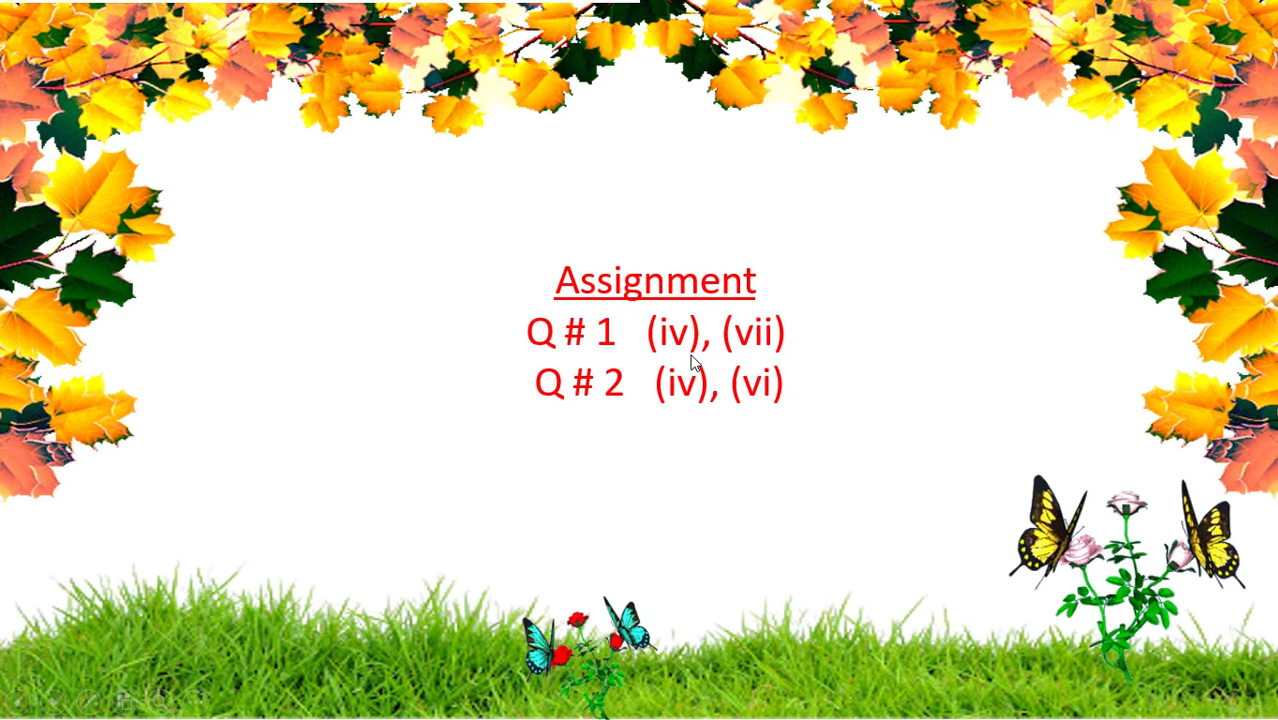 Assignment
Q # 1 (iv), (vii)
Q # 2 (iv), (vi)